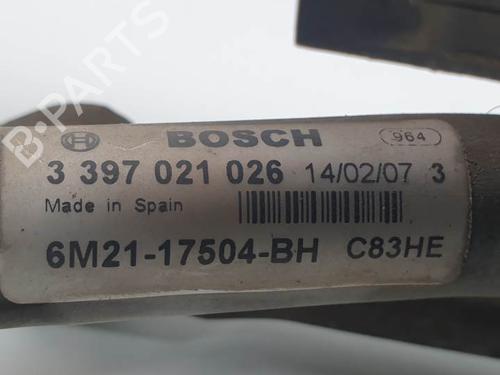 B-Parts
BOSCH 964
3 397 021 026 14/02/07 3
Made in Spain
6M21-17504-BH C83HE